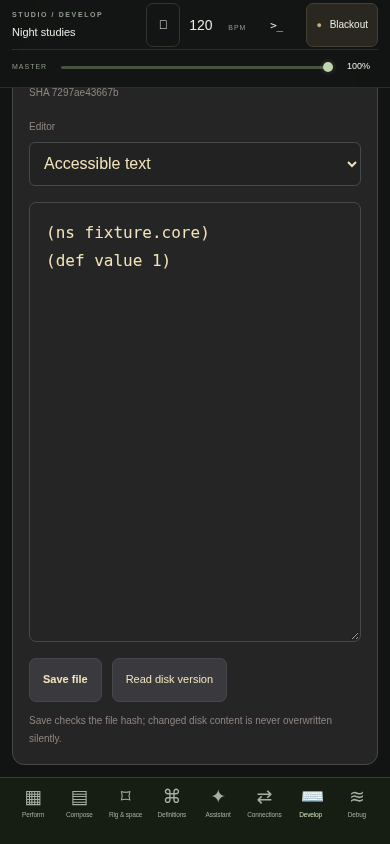 STUDIO / DEVELOP
Night studies
120 BPM >_ Blackout
MASTER 100%
SHA 7297ae43667b
Editor
Accessible text
(ns fixture.core)
(def value 1)
Save file Read disk version
Save checks the file hash; changed disk content is never overwritten
silently.
Perform Compose Rig & space Definitions Assistant Connections Develop Debug